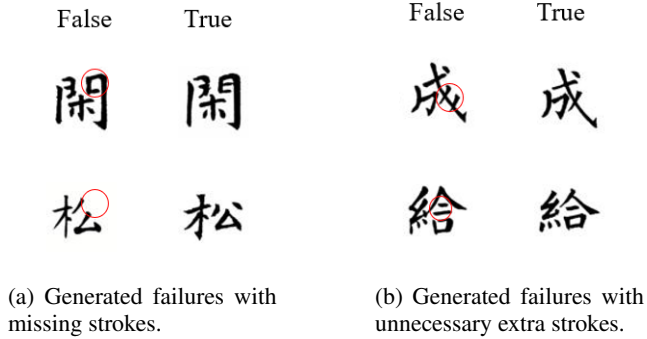 False True
閑 閑
松 松
(a) Generated failures with
missing strokes.
False True
成 成
給 給
(b) Generated failures with
unnecessary extra strokes.